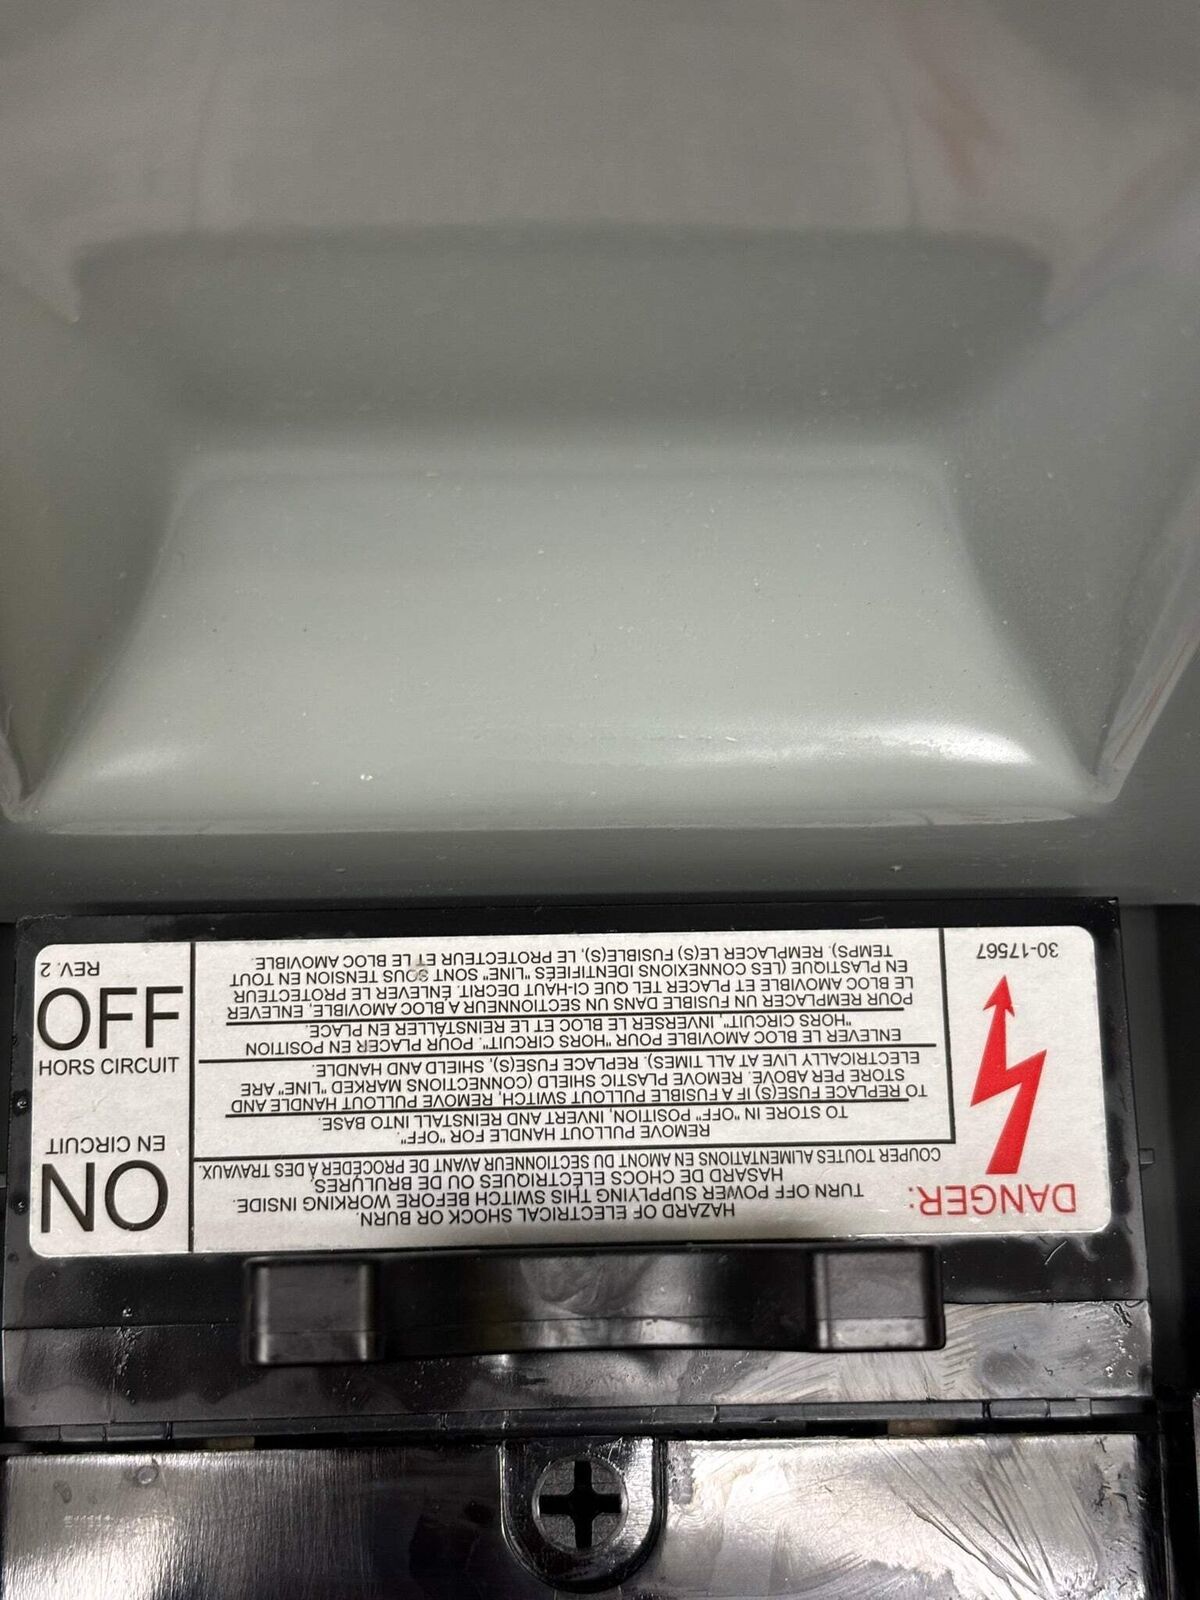 DANGER:
HAZARD OF ELECTRICAL SHOCK OR BURN.
TURN OFF POWER SUPPLYING THIS SWITCH BEFORE WORKING INSIDE.
HASARD DE CHOCS ELECTRIQUES OU DE BRULURES,
COUPER TOUTES ALIMENTATIONS EN AMONT DU SECTIONNEUR AVANT DE PROCÉDER À DES TRAVAUX.
REMOVE PULLOUT HANDLE FOR "OFF".
TO STORE IN "OFF" POSITION, INVERT AND REINSTALL INTO BASE.
TO REPLACE FUSE(S) IF A FUSIBLE PULLOUT SWITCH, REMOVE PULLOUT HANDLE AND
STORE PER ABOVE. REMOVE PLASTIC SHIELD (CONNECTIONS MARKED "LINE" ARE
ELECTRICALLY LIVE AT ALL TIMES). REPLACE FUSE(S), SHIELD AND HANDLE.
ENLEVER LE BLOC AMOVIBLE POUR "HORS CIRCUIT". POUR PLACER EN POSITION
"HORS CIRCUIT", INVERSER LE BLOC ET LE REINSTALLER EN PLACE.
POUR REMPLACER UN FUSIBLE DANS UN SECTIONNEUR A BLOC AMOVIBLE, ENLEVER
LE BLOC AMOVIBLE ET PLACER TEL QUE CI-HAUT DECRIT. ÉNLEVER LE PROTECTEUR
EN PLASTIQUE (LES CONNEXIONS IDENTIFIEES "LINE" SONT SOUS TENSION EN TOUT
TEMPS). REMPLACER LE(S) FUSIBLE(S), LE PROTECTEUR ET LE BLOC AMOVIBLE.
30-17567
ON
EN CIRCUIT
OFF
HORS CIRCUIT
REV. 2